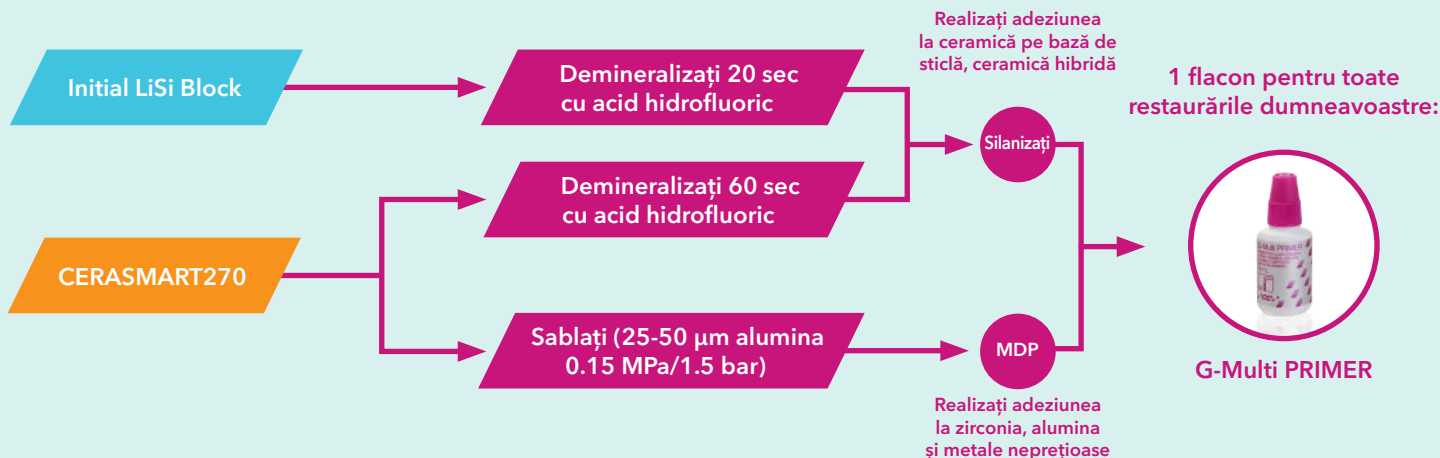 Initial LiSi Block
CERASMART270
Demineralizați 20 sec
cu acid hidrofluoric
Demineralizați 60 sec
cu acid hidrofluoric
Sablați (25-50 µm alumina
0.15 MPa/1.5 bar)
Realizați adeziunea
la ceramică pe bază de
sticlă, ceramică hibridă
Silanizați
MDP
Realizați adeziunea
la zirconia, alumina
și metale neprețioase
1 flacon pentru toate
restaurările dumneavoastre:
G-Multi PRIMER
G-Multi PRIMER